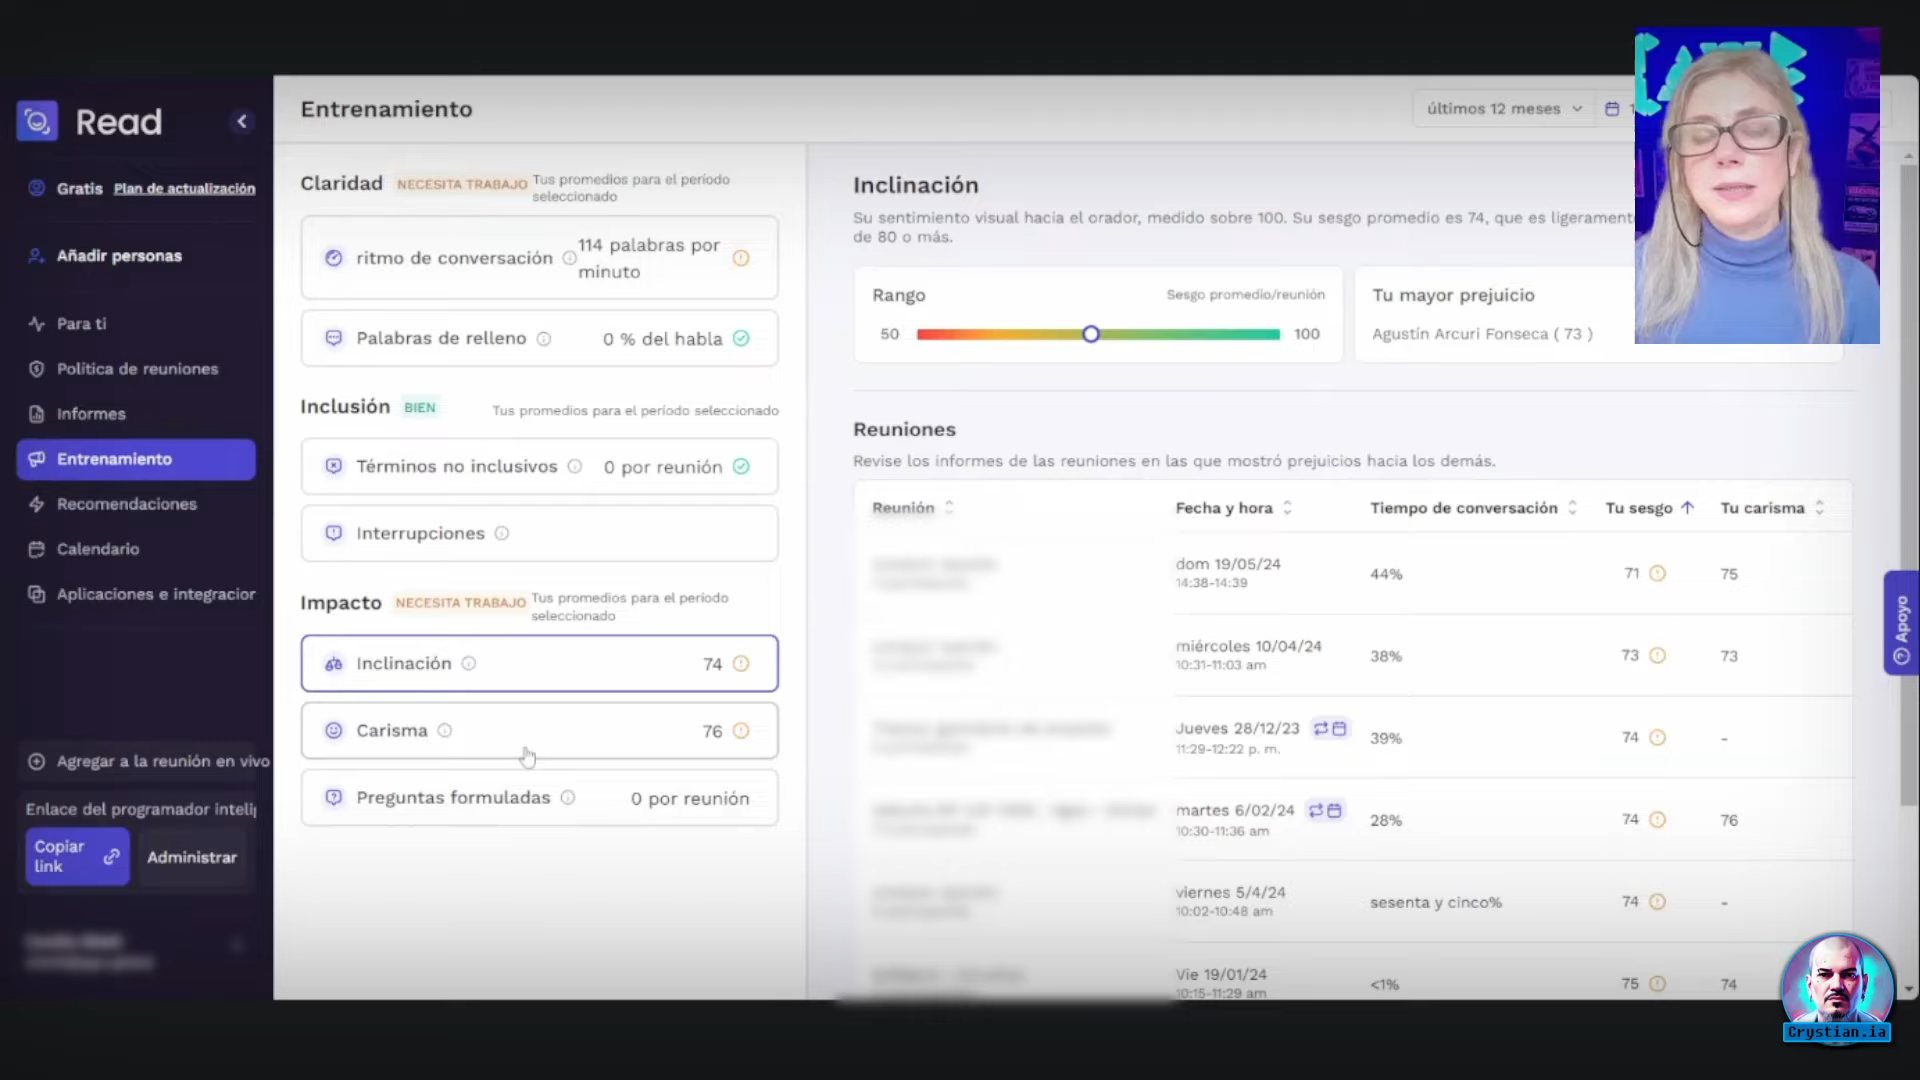 Read
Gratis Plan de actualización
Añadir personas
Para ti
Política de reuniones
Informes
Entrenamiento
Recomendaciones
Calendario
Aplicaciones e integracior
Agregar a la reunión en vivo
Enlace del programador intelig
Copiar
link
Administrar
Entrenamiento
últimos 12 meses
Claridad NECESITA TRABAJO Tus promedios para el período
seleccionado
ritmo de conversación 114 palabras por
minuto
Palabras de relleno 0 % del habla
Inclusión BIEN Tus promedios para el período seleccionado
Términos no inclusivos 0 por reunión
Interrupciones
Impacto NECESITA TRABAJO Tus promedios para el período
seleccionado
Inclinación 74
Carisma 76
Preguntas formuladas 0 por reunión
Inclinación
Su sentimiento visual hacia el orador, medido sobre 100. Su sesgo promedio es 74, que es ligerament
de 80 o más.
Rango Sesgo promedio/reunión
50 100
Tu mayor prejuicio
Agustín Arcuri Fonseca ( 73 )
Reuniones
Revise los informes de las reuniones en las que mostró prejuicios hacia los demás.
Reunión Fecha y hora Tiempo de conversación Tu sesgo Tu carisma
dom 19/05/24
14:38-14:39
44% 71 75
miércoles 10/04/24
10:31-11:03 am
38% 73 73
Jueves 28/12/23
11:29-12:22 p. m.
39% 74 -
martes 6/02/24
10:30-11:36 am
28% 74 76
viernes 5/4/24
10:02-10:48 am
sesenta y cinco% 74 -
Vie 19/01/24
10:15-11:29 am
<1% 75 74
Apoyo
Crystian.ia